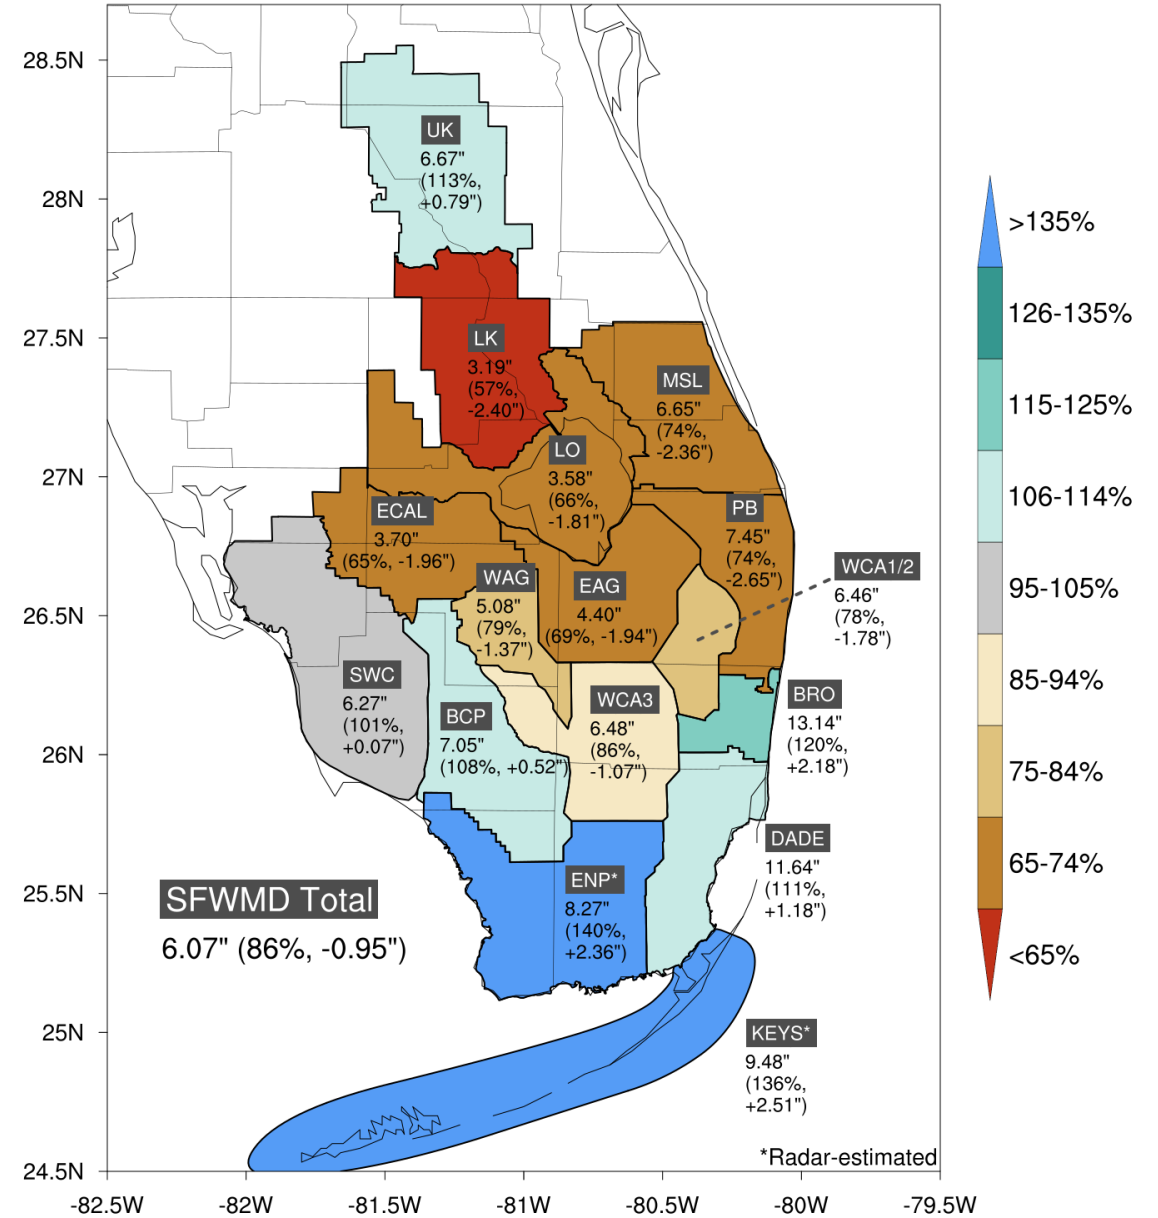 28.5N
28N
27.5N
27N
26.5N
26N
25.5N
25N
24.5N
-82.5W
-82W
-81.5W
-81W
-80.5W
-80W
-79.5W
UK
6.67"
(113%,
+0.79")
LK
3.19"
(57%,
-2.40")
MSL
6.65"
(74%,
-2.36")
LO
3.58"
(66%,
-1.81")
ECAL
3.70"
(65%, -1.96")
PB
7.45"
(74%,
-2.65")
WAG
5.08"
(79%,
-1.37")
EAG
4.40"
(69%, -1.94")
WCA1/2
6.46"
(78%,
-1.78")
SWC
6.27"
(101%,
+0.07")
BCP
7.05"
(108%, +0.52")
WCA3
6.48"
(86%,
-1.07")
BRO
13.14"
(120%,
+2.18")
DADE
11.64"
(111%,
+1.18")
ENP*
8.27"
(140%,
+2.36")
KEYS*
9.48"
(136%,
+2.51")
SFWMD Total
6.07" (86%, -0.95")
*Radar-estimated
>135%
126-135%
115-125%
106-114%
95-105%
85-94%
75-84%
65-74%
<65%